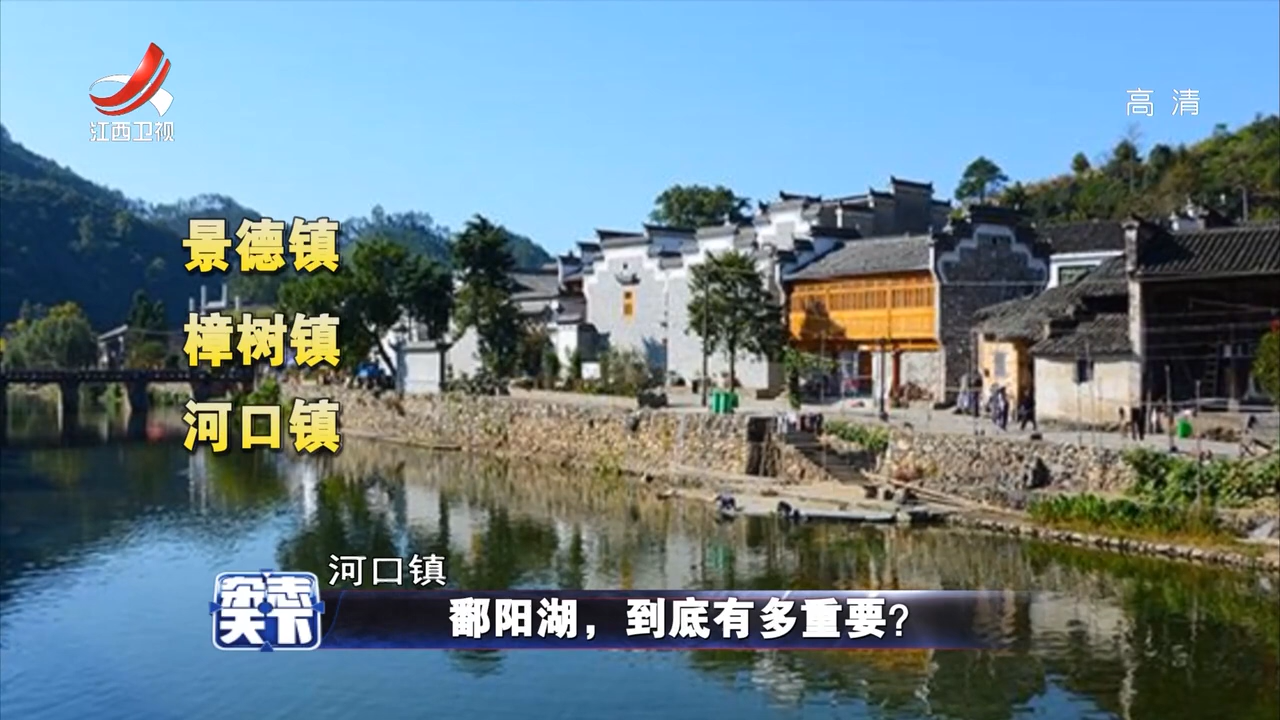 江西卫视
高清
景德镇
樟树镇
河口镇
河口镇
杂志天下
鄱阳湖，到底有多重要？